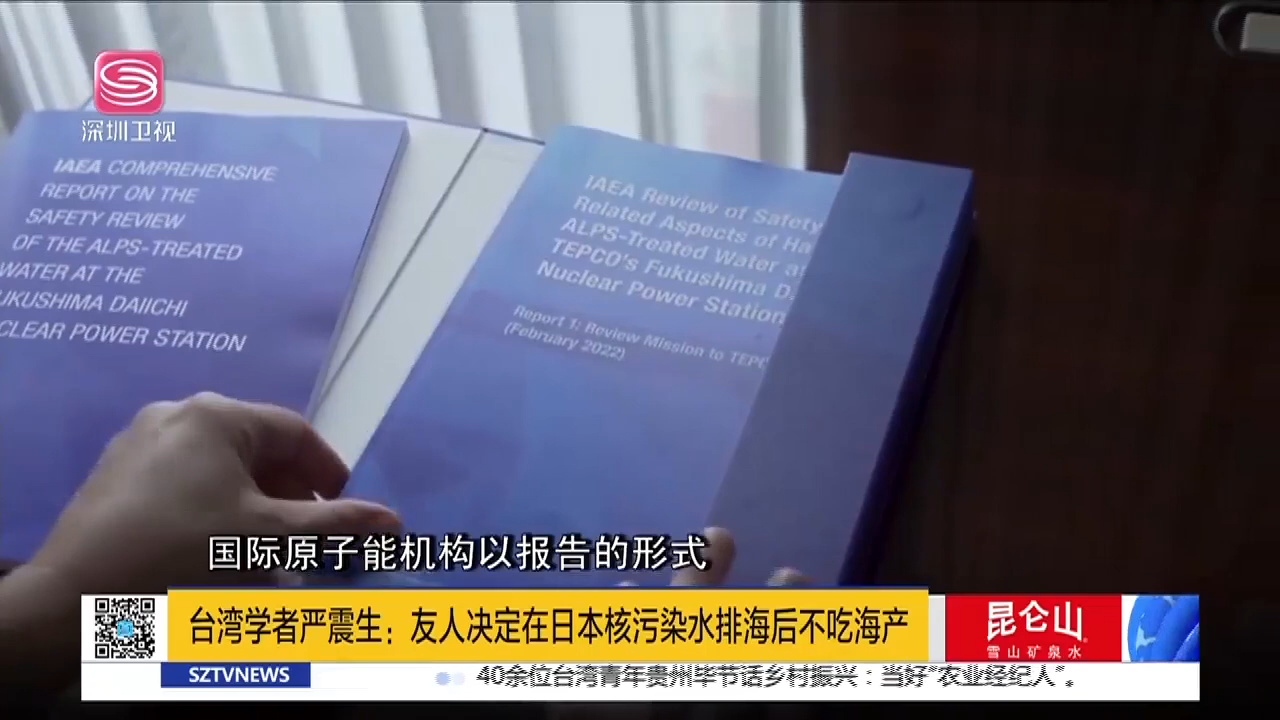 深圳卫视
IAEA COMPREHENSIVE
REPORT ON THE
SAFETY REVIEW
OF THE ALPS-TREATED
WATER AT THE
UKUSHIMA DAIICHI
CLEAR POWER STATION
IAEA Review of Safety
Related Aspects of Ha
ALPS-Treated Water a
TEPCO's Fukushima D
Nuclear Power Station
Report 1: Review Mission to TEPC
(February 2022)
国际原子能机构以报告的形式
台湾学者严震生：友人决定在日本核污染水排海后不吃海产
昆仑山
雪山矿泉水
SZTVNEWS
40余位台湾青年贵州毕节话乡村振兴：当好“农业经纪人”。